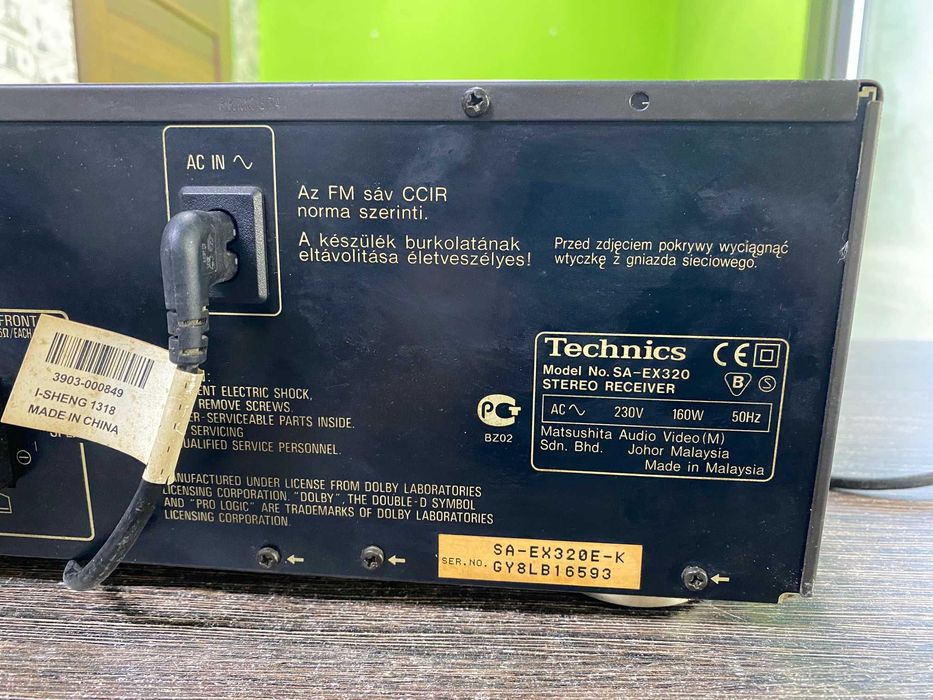 AC IN
Az FM sáv CCIR
norma szerinti.
A készülék burkolatának
eltávolitása életveszélyes!
Przed zdjęciem pokrywy wyciągnąć
wtyczkę z gniazda sieciowego.
FRONT
6Ω/EACH
3903-000849
I-SHENG 1318
MADE IN CHINA
ELECTRIC SHOCK,
REMOVE SCREWS.
-SERVICEABLE PARTS INSIDE.
SERVICING
QUALIFIED SERVICE PERSONNEL.
MANUFACTURED UNDER LICENSE FROM DOLBY LABORATORIES
LICENSING CORPORATION. "DOLBY", THE DOUBLE-D SYMBOL
AND "PRO LOGIC" ARE TRADEMARKS OF DOLBY LABORATORIES
LICENSING CORPORATION.
BZ02
Technics CE
Model No. SA-EX320
STEREO RECEIVER B S
AC 230V 160W 50Hz
Matsushita Audio Video (M)
Sdn. Bhd. Johor Malaysia
Made in Malaysia
SA-EX320E-K
SER.NO. GY8LB16593